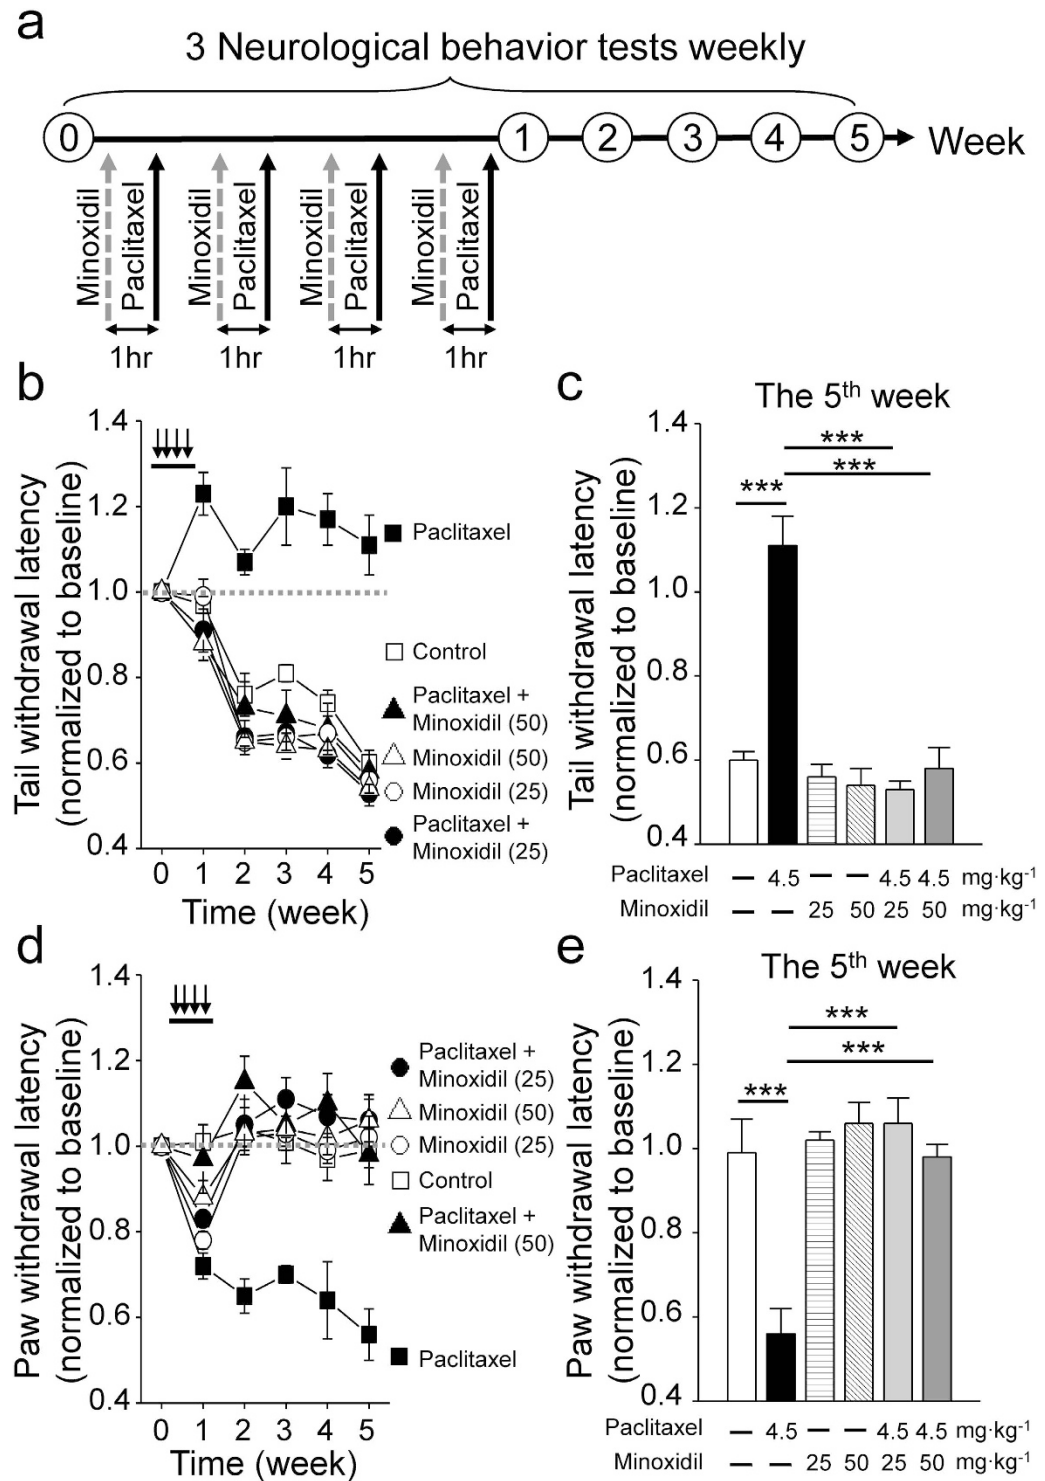 a
3 Neurological behavior tests weekly
0 1 2 3 4 5 Week
Minoxidil Paclitaxel Minoxidil Paclitaxel Minoxidil Paclitaxel Minoxidil Paclitaxel
1hr 1hr 1hr 1hr
b
Tail withdrawal latency
(normalized to baseline)
1.4
1.2
1.0
0.8
0.6
0.4
Paclitaxel
Control
Paclitaxel +
Minoxidil (50)
Minoxidil (50)
Minoxidil (25)
Paclitaxel +
Minoxidil (25)
0 1 2 3 4 5
Time (week)
c
The 5th week
Tail withdrawal latency
(normalized to baseline)
1.4
1.2
1.0
0.8
0.6
0.4
***
***
***
Paclitaxel — 4.5 — — 4.5 4.5 mg·kg-1
Minoxidil — — 25 50 25 50 mg·kg-1
d
Paw withdrawal latency
(normalized to baseline)
1.4
1.2
1.0
0.8
0.6
0.4
Paclitaxel +
Minoxidil (25)
Minoxidil (50)
Minoxidil (25)
Control
Paclitaxel +
Minoxidil (50)
Paclitaxel
0 1 2 3 4 5
Time (week)
e
The 5th week
Paw withdrawal latency
(normalized to baseline)
1.4
1.2
1.0
0.8
0.6
0.4
***
***
***
Paclitaxel — 4.5 — — 4.5 4.5 mg·kg-1
Minoxidil — — 25 50 25 50 mg·kg-1